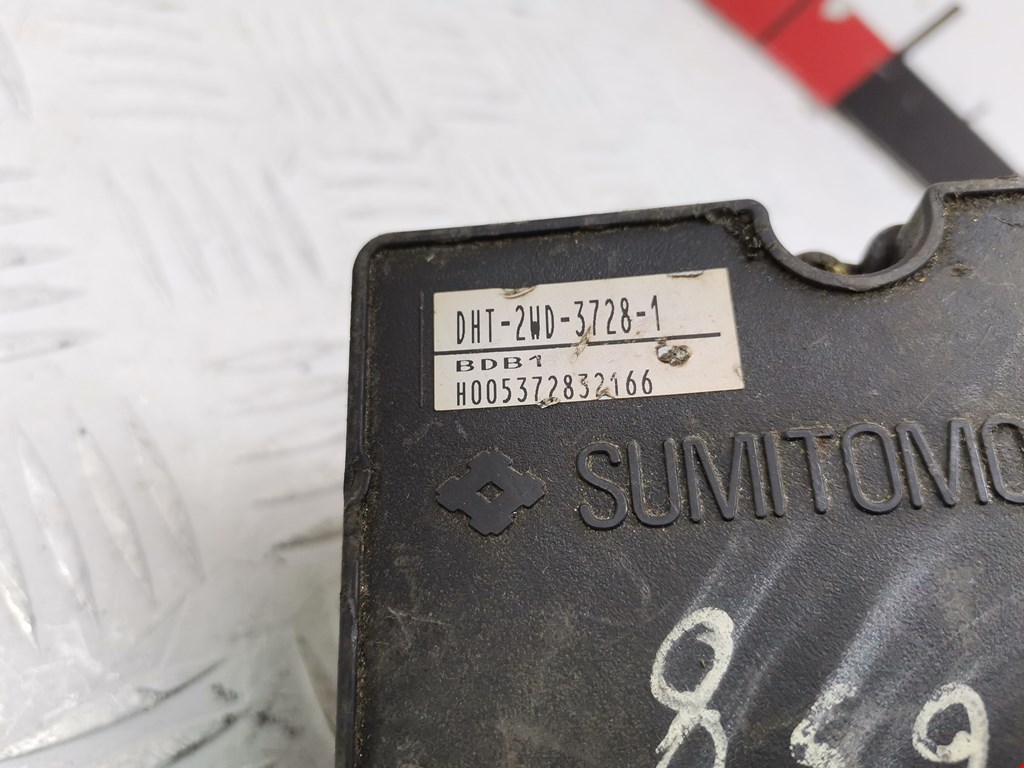 DHT-2WD-3728-1
BDB1
H005372832166
SUMITOMO
859